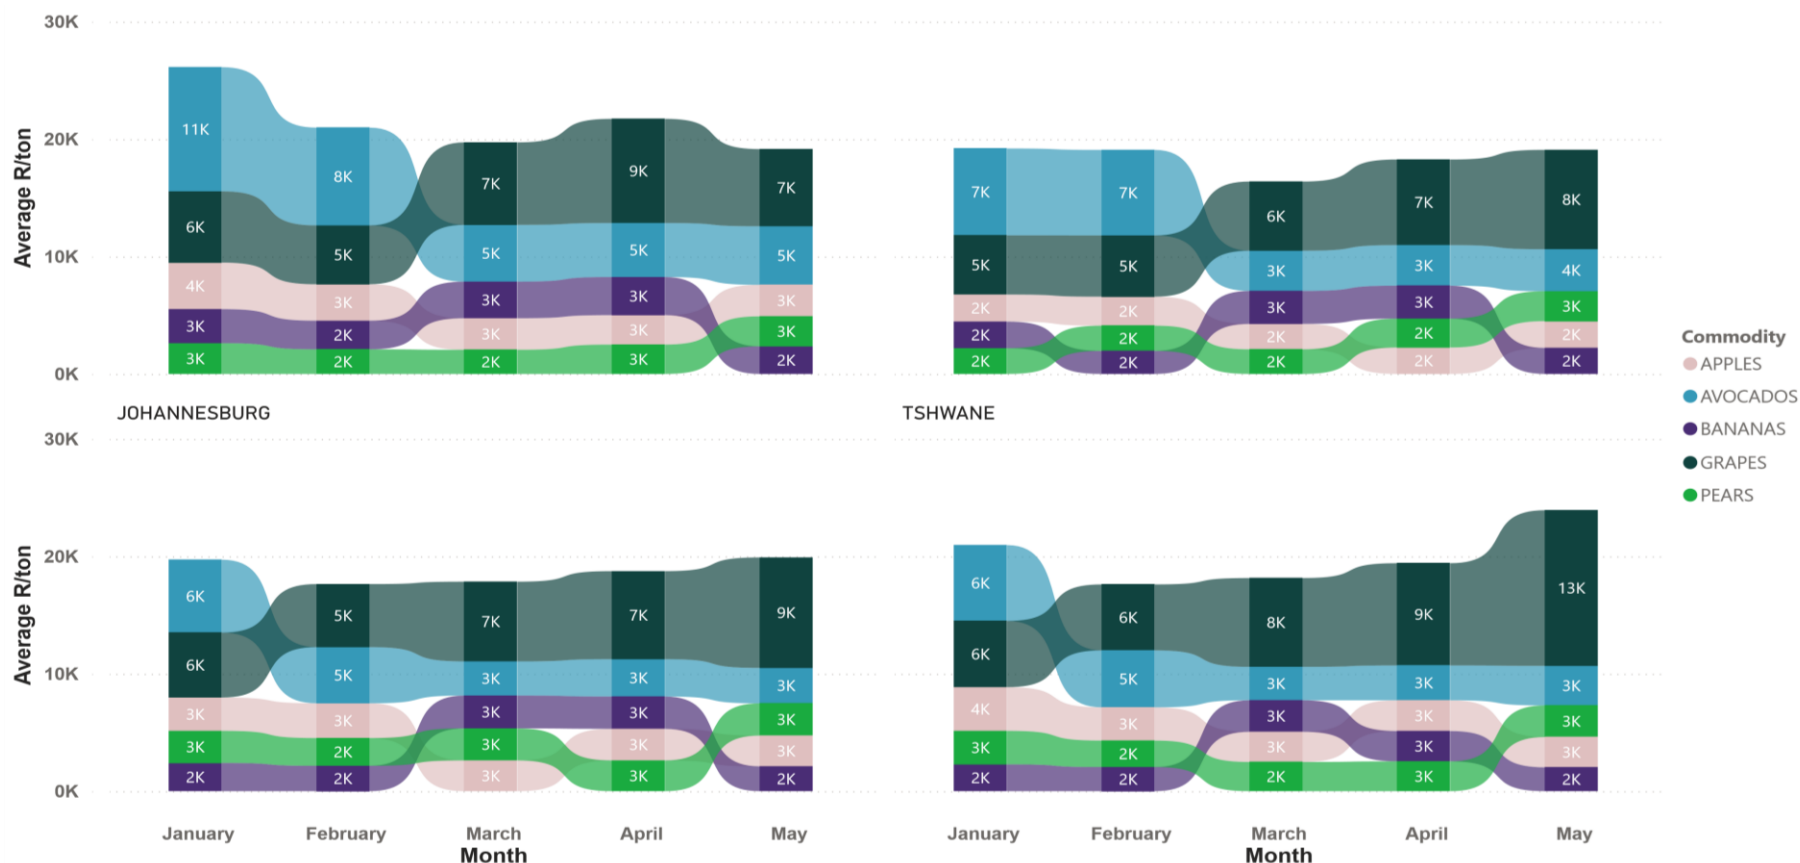 30K
20K
10K
0K
Average R/ton
11K
6K
4K
3K
3K
8K
5K
3K
2K
2K
7K
5K
3K
3K
2K
9K
5K
3K
3K
3K
7K
5K
3K
3K
2K
7K
5K
2K
2K
2K
7K
5K
2K
2K
2K
6K
3K
3K
2K
2K
7K
3K
3K
2K
2K
8K
4K
3K
2K
2K
JOHANNESBURG
TSHWANE
30K
20K
10K
0K
Average R/ton
6K
6K
3K
3K
2K
5K
5K
3K
2K
2K
7K
3K
3K
3K
3K
7K
3K
3K
3K
3K
9K
3K
3K
3K
2K
6K
6K
4K
3K
2K
6K
5K
3K
2K
2K
8K
3K
3K
3K
2K
9K
3K
3K
3K
3K
13K
3K
3K
3K
2K
January February March April May
Month
January February March April May
Month
Commodity
APPLES
AVOCADOS
BANANAS
GRAPES
PEARS